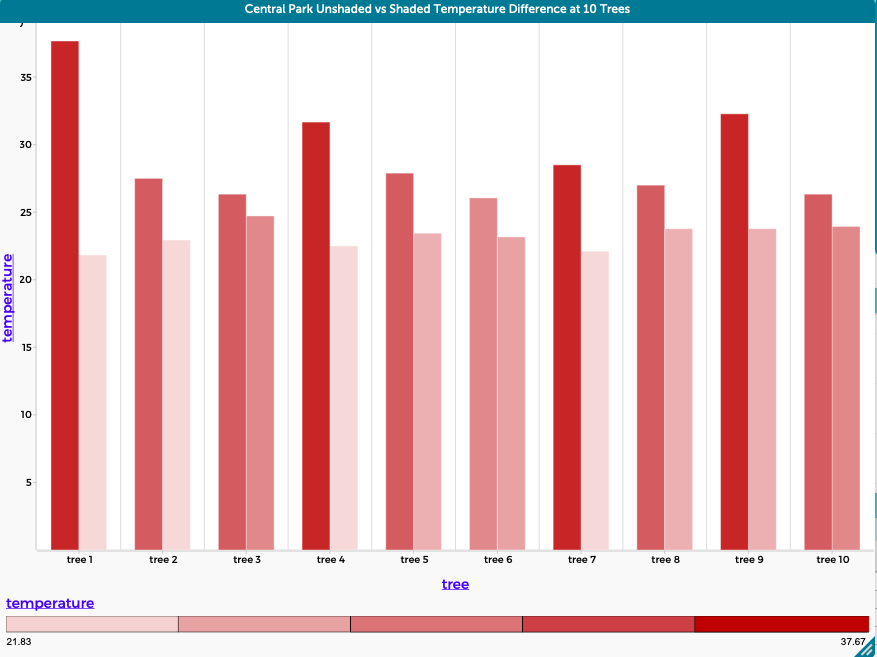 Central Park Unshaded vs Shaded Temperature Difference at 10 Trees
35
30
25
20
15
10
5
temperature
tree 1 tree 2 tree 3 tree 4 tree 5 tree 6 tree 7 tree 8 tree 9 tree 10
tree
temperature
21.83 37.67